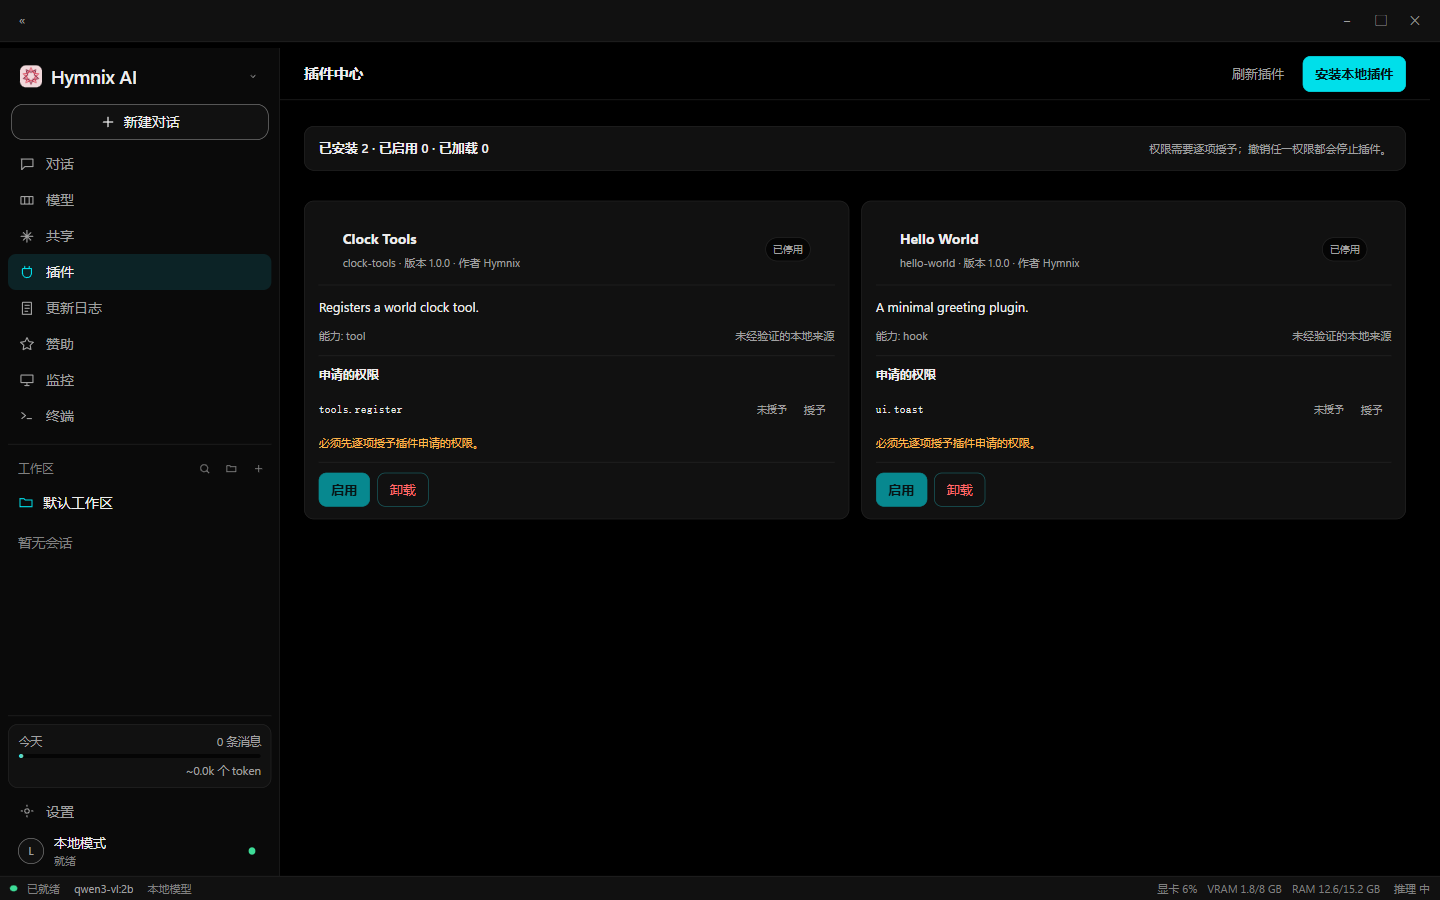 «
Hymnix AI
新建对话
对话
模型
共享
插件
更新日志
赞助
监控
终端
工作区
默认工作区
暂无会话
今天 0 条消息
~0.0k 个 token
设置
L 本地模式
就绪
插件中心
刷新插件 安装本地插件
已安装 2 · 已启用 0 · 已加载 0
权限需要逐项授予；撤销任一权限都会停止插件。
Clock Tools
clock-tools · 版本 1.0.0 · 作者 Hymnix
已停用
Registers a world clock tool.
能力: tool 未经验证的本地来源
申请的权限
tools.register 未授予 授予
必须先逐项授予插件申请的权限。
启用 卸载
Hello World
hello-world · 版本 1.0.0 · 作者 Hymnix
已停用
A minimal greeting plugin.
能力: hook 未经验证的本地来源
申请的权限
ui.toast 未授予 授予
必须先逐项授予插件申请的权限。
启用 卸载
已就绪 qwen3-vl:2b 本地模型 显卡 6% VRAM 1.8/8 GB RAM 12.6/15.2 GB 推理 中